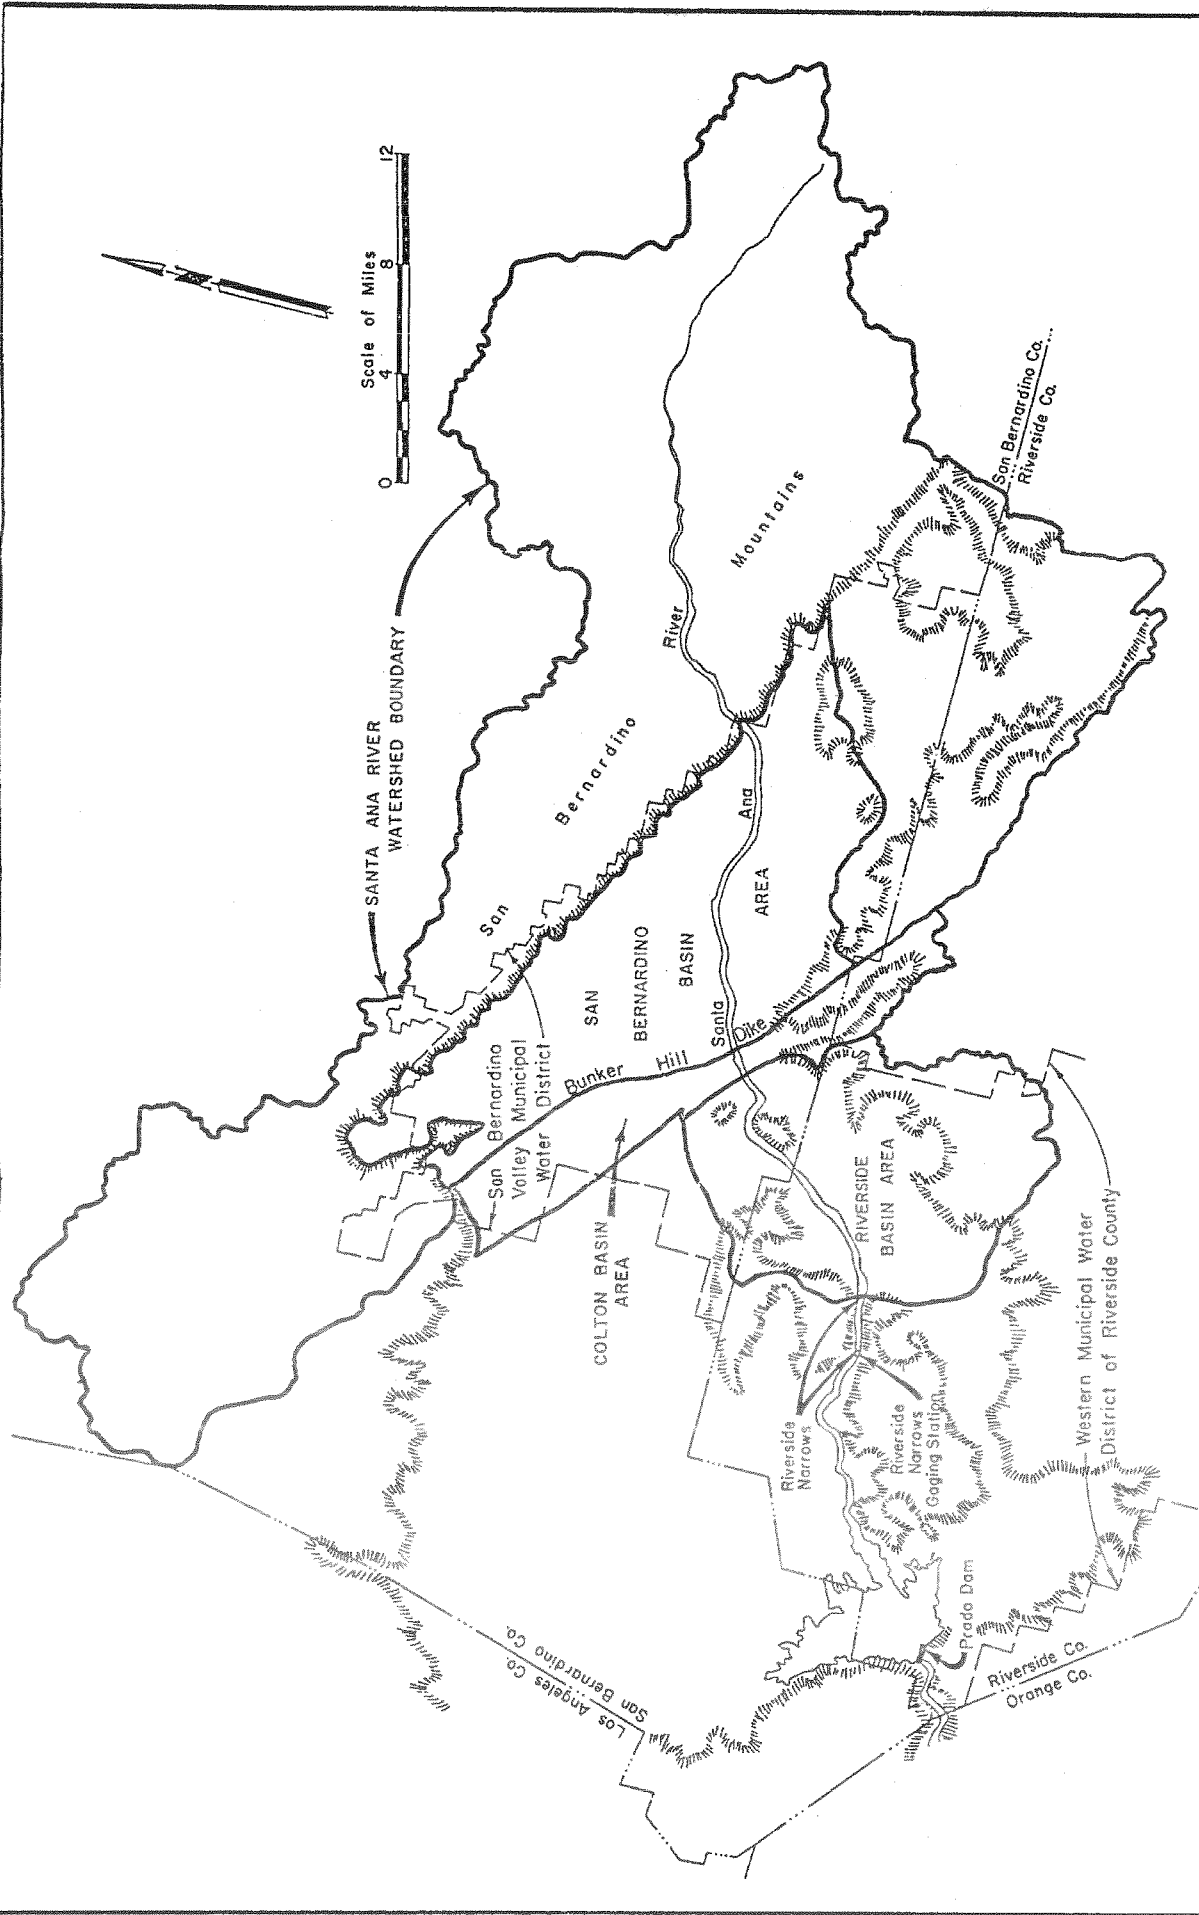 Scale of Miles
0 4 8 12
SANTA ANA RIVER
WATERSHED BOUNDARY
San
Bernardino
Mountains
River
Ana
Santa
SAN
BERNARDINO
BASIN
AREA
San Bernardino
Valley Municipal
Water District
Bunker Hill Dike
COLTON BASIN
AREA
RIVERSIDE
BASIN AREA
San Bernardino Co.
Riverside Co.
Riverside
Narrows
Riverside
Narrows
Gaging Station
Western Municipal Water
District of Riverside County
Prado Dam
Los Angeles Co.
San Bernardino Co.
Riverside Co.
Orange Co.